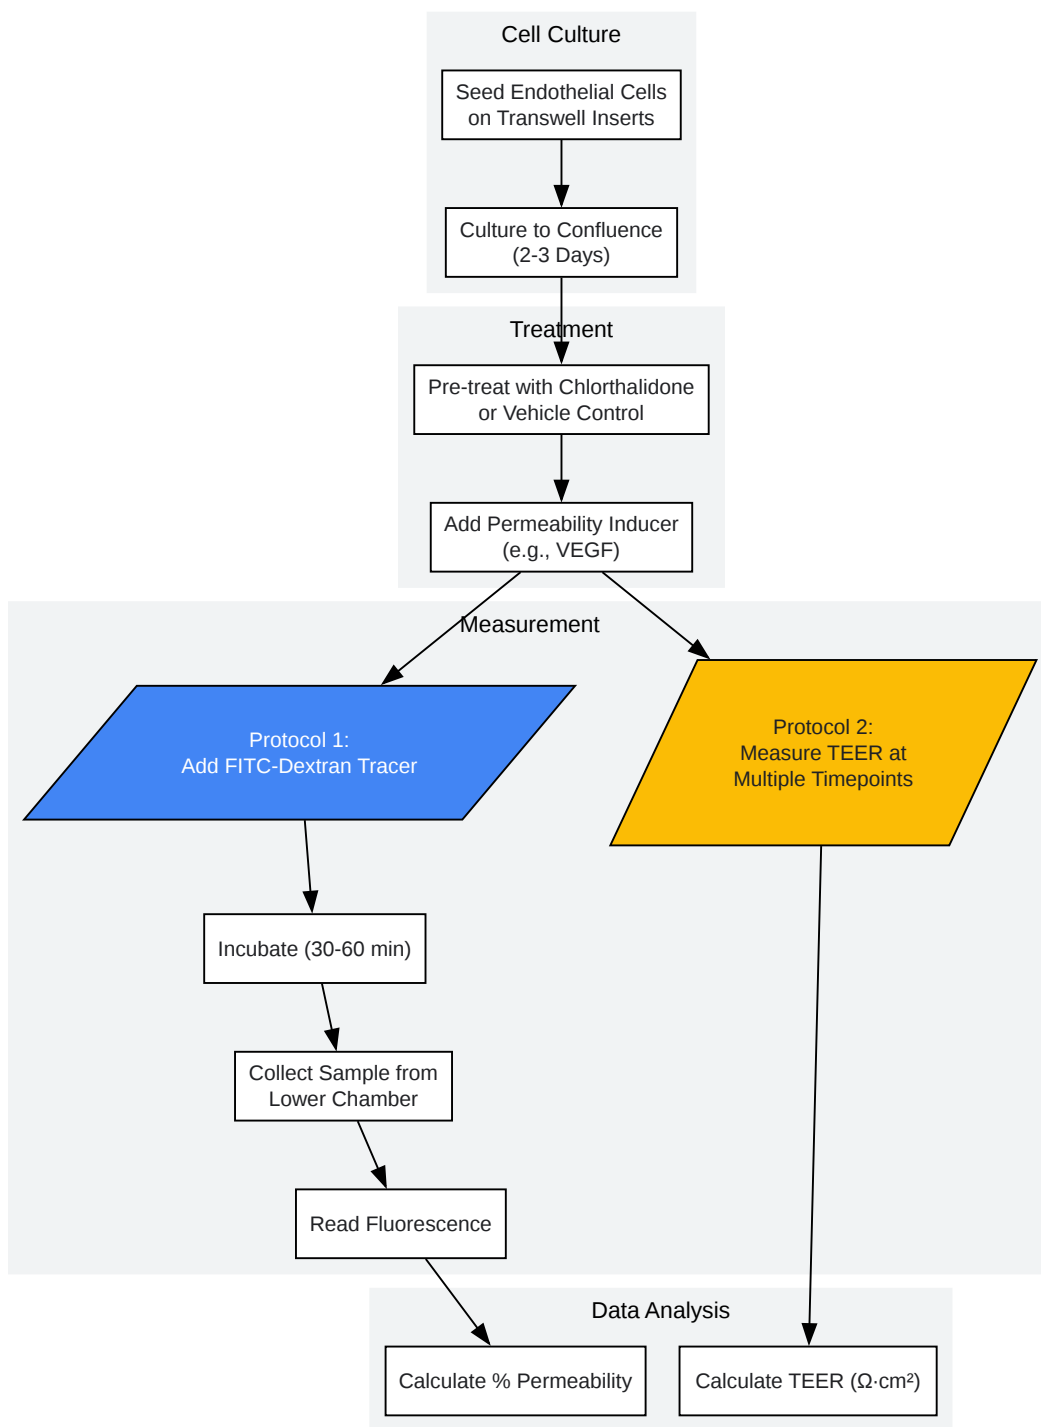 Cell Culture
Seed Endothelial Cells
on Transwell Inserts
Culture to Confluence
(2-3 Days)
Treatment
Pre-treat with Chlorthalidone
or Vehicle Control
Add Permeability Inducer
(e.g., VEGF)
Measurement
Protocol 1:
Add FITC-Dextran Tracer
Protocol 2:
Measure TEER at
Multiple Timepoints
Incubate (30-60 min)
Collect Sample from
Lower Chamber
Read Fluorescence
Data Analysis
Calculate % Permeability
Calculate TEER (Ω·cm²)